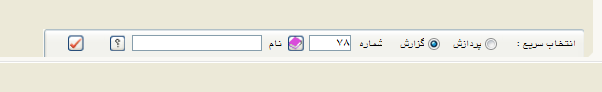 انتخاب سریع : پردازش گزارش شماره ۷۸ نام ؟